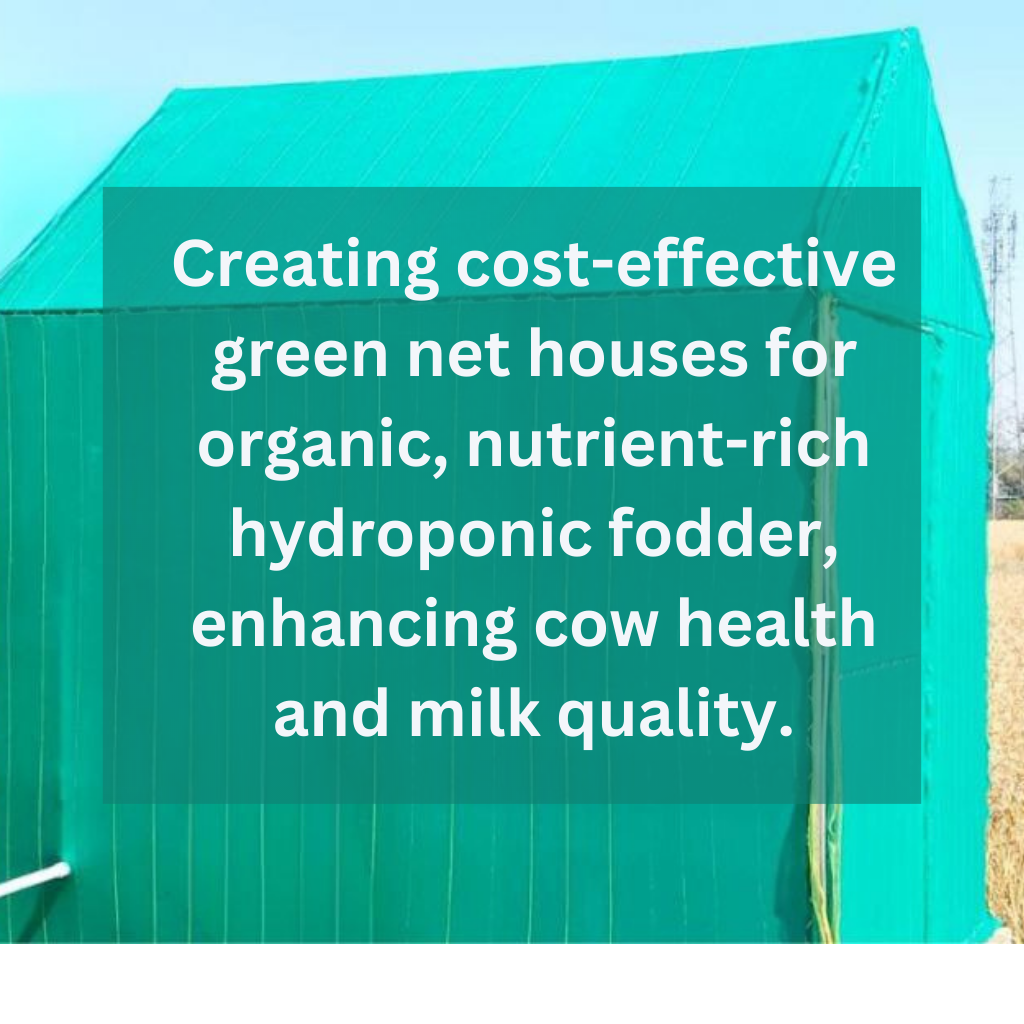 Creating cost-effective
green net houses for
organic, nutrient-rich
hydroponic fodder,
enhancing cow health
and milk quality.